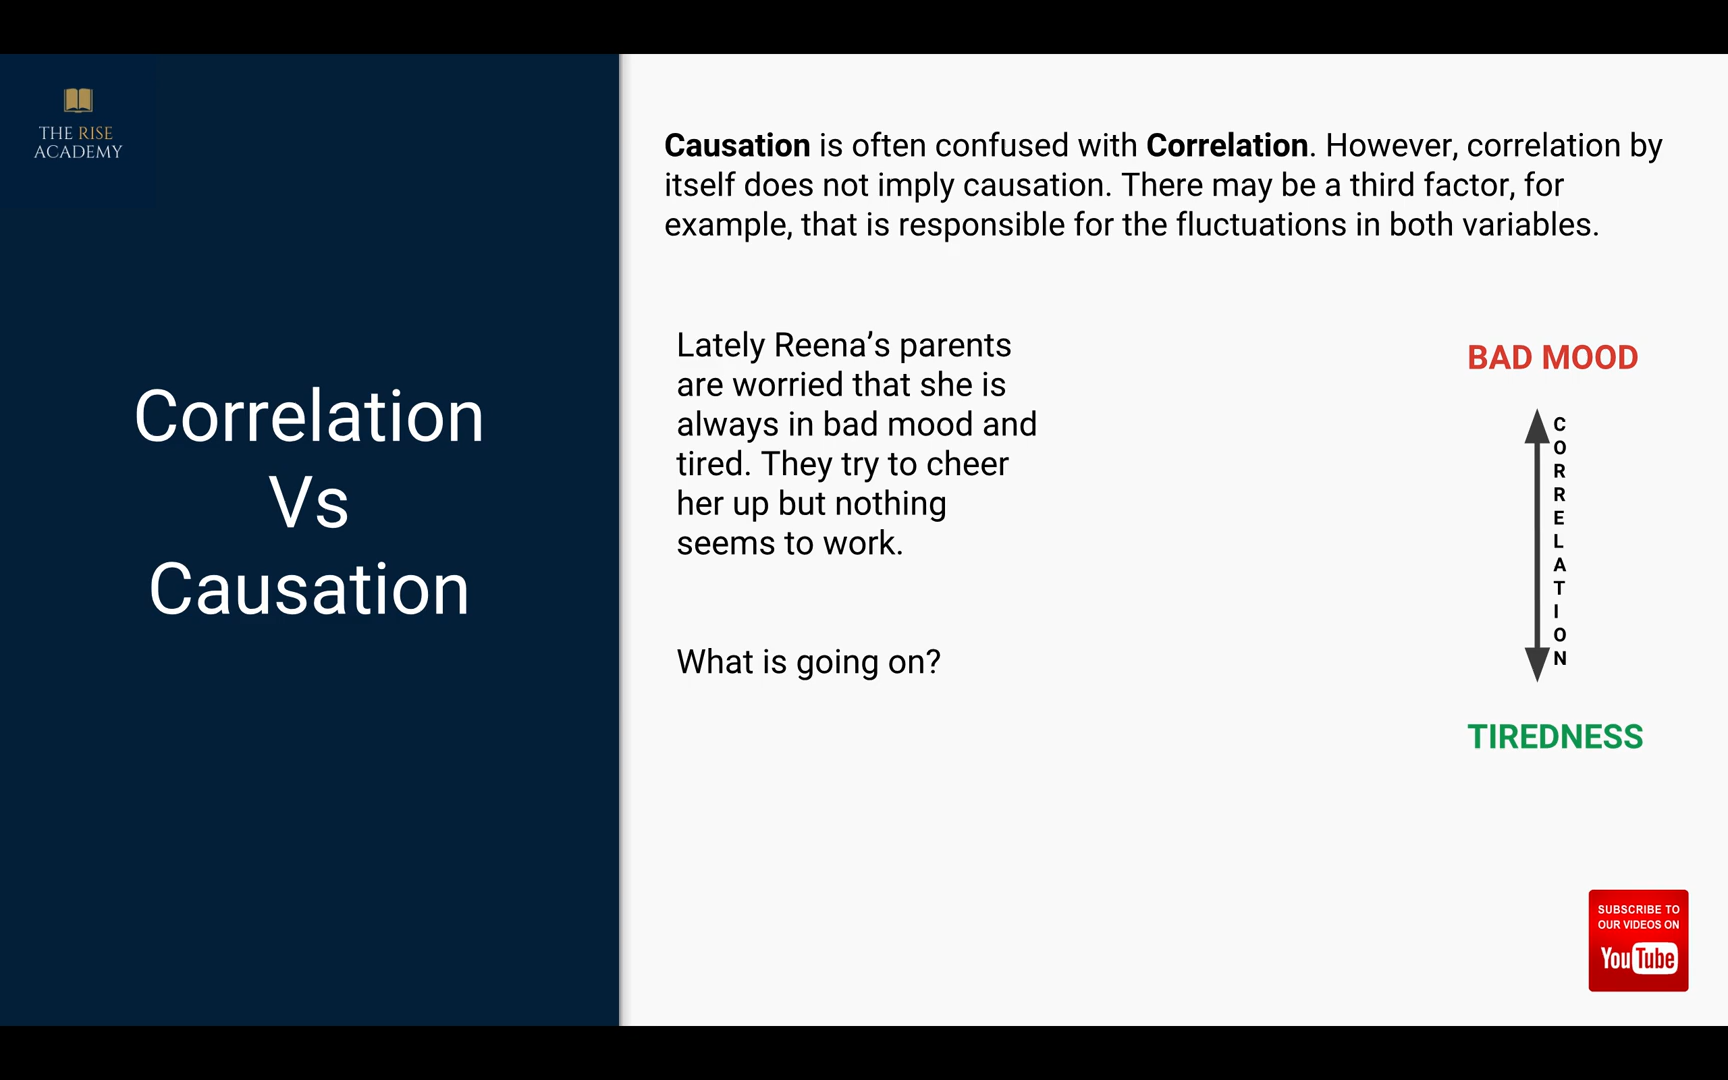 THE RISE
ACADEMY
Correlation
Vs
Causation
Causation is often confused with Correlation. However, correlation by
itself does not imply causation. There may be a third factor, for
example, that is responsible for the fluctuations in both variables.
Lately Reena’s parents
are worried that she is
always in bad mood and
tired. They try to cheer
her up but nothing
seems to work.
What is going on?
BAD MOOD
CORRELATION
TIREDNESS
SUBSCRIBE TO
OUR VIDEOS ON
YouTube